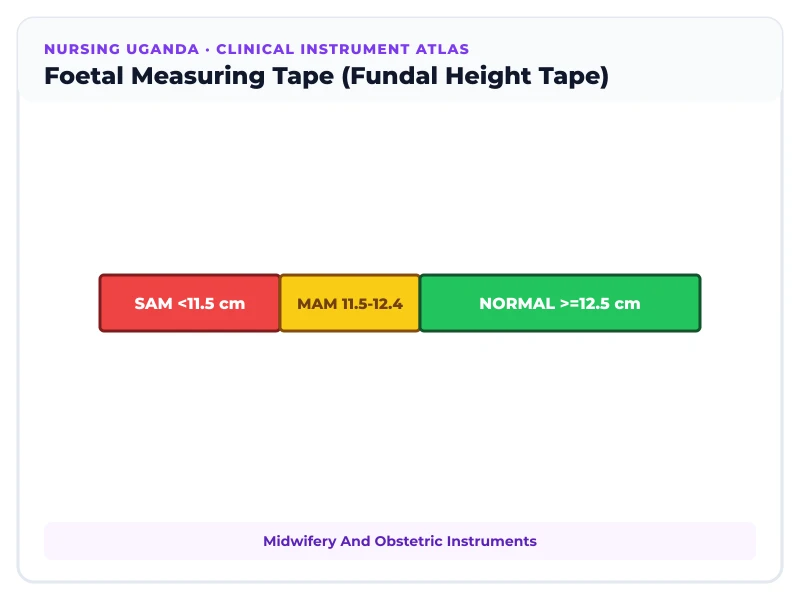 NURSING UGANDA · CLINICAL INSTRUMENT ATLAS
Foetal Measuring Tape (Fundal Height Tape)
SAM <11.5 cm
MAM 11.5-12.4
NORMAL >=12.5 cm
Midwifery And Obstetric Instruments